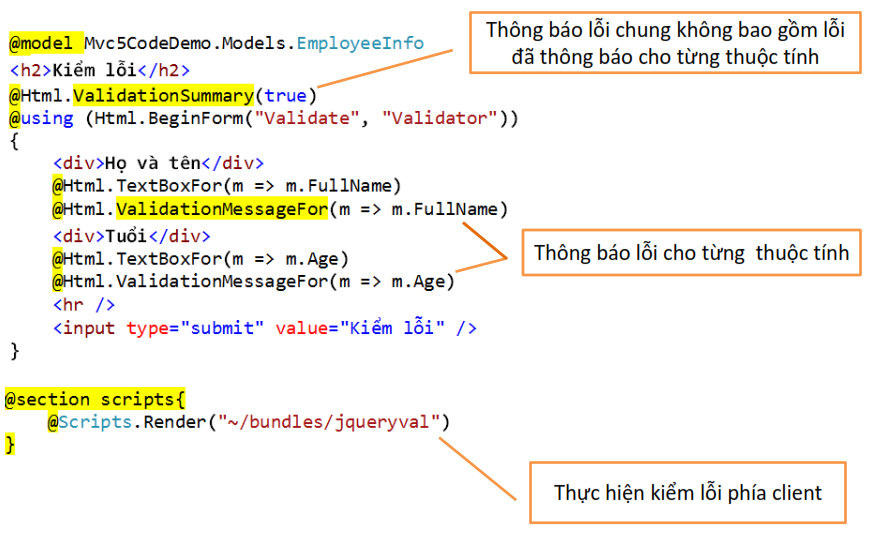 @model Mvc5CodeDemo.Models.EmployeeInfo
<h2>Kiểm lỗi</h2>
@Html.ValidationSummary(true)
@using (Html.BeginForm("Validate", "Validator"))
{
<div>Họ và tên</div>
@Html.TextBoxFor(m => m.FullName)
@Html.ValidationMessageFor(m => m.FullName)
<div>Tuổi</div>
@Html.TextBoxFor(m => m.Age)
@Html.ValidationMessageFor(m => m.Age)
<hr />
<input type="submit" value="Kiểm lỗi" />
}
@section scripts{
@Scripts.Render("~/bundles/jqueryval")
}
Thông báo lỗi chung không bao gồm lỗi
đã thông báo cho từng thuộc tính
Thông báo lỗi cho từng thuộc tính
Thực hiện kiểm lỗi phía client